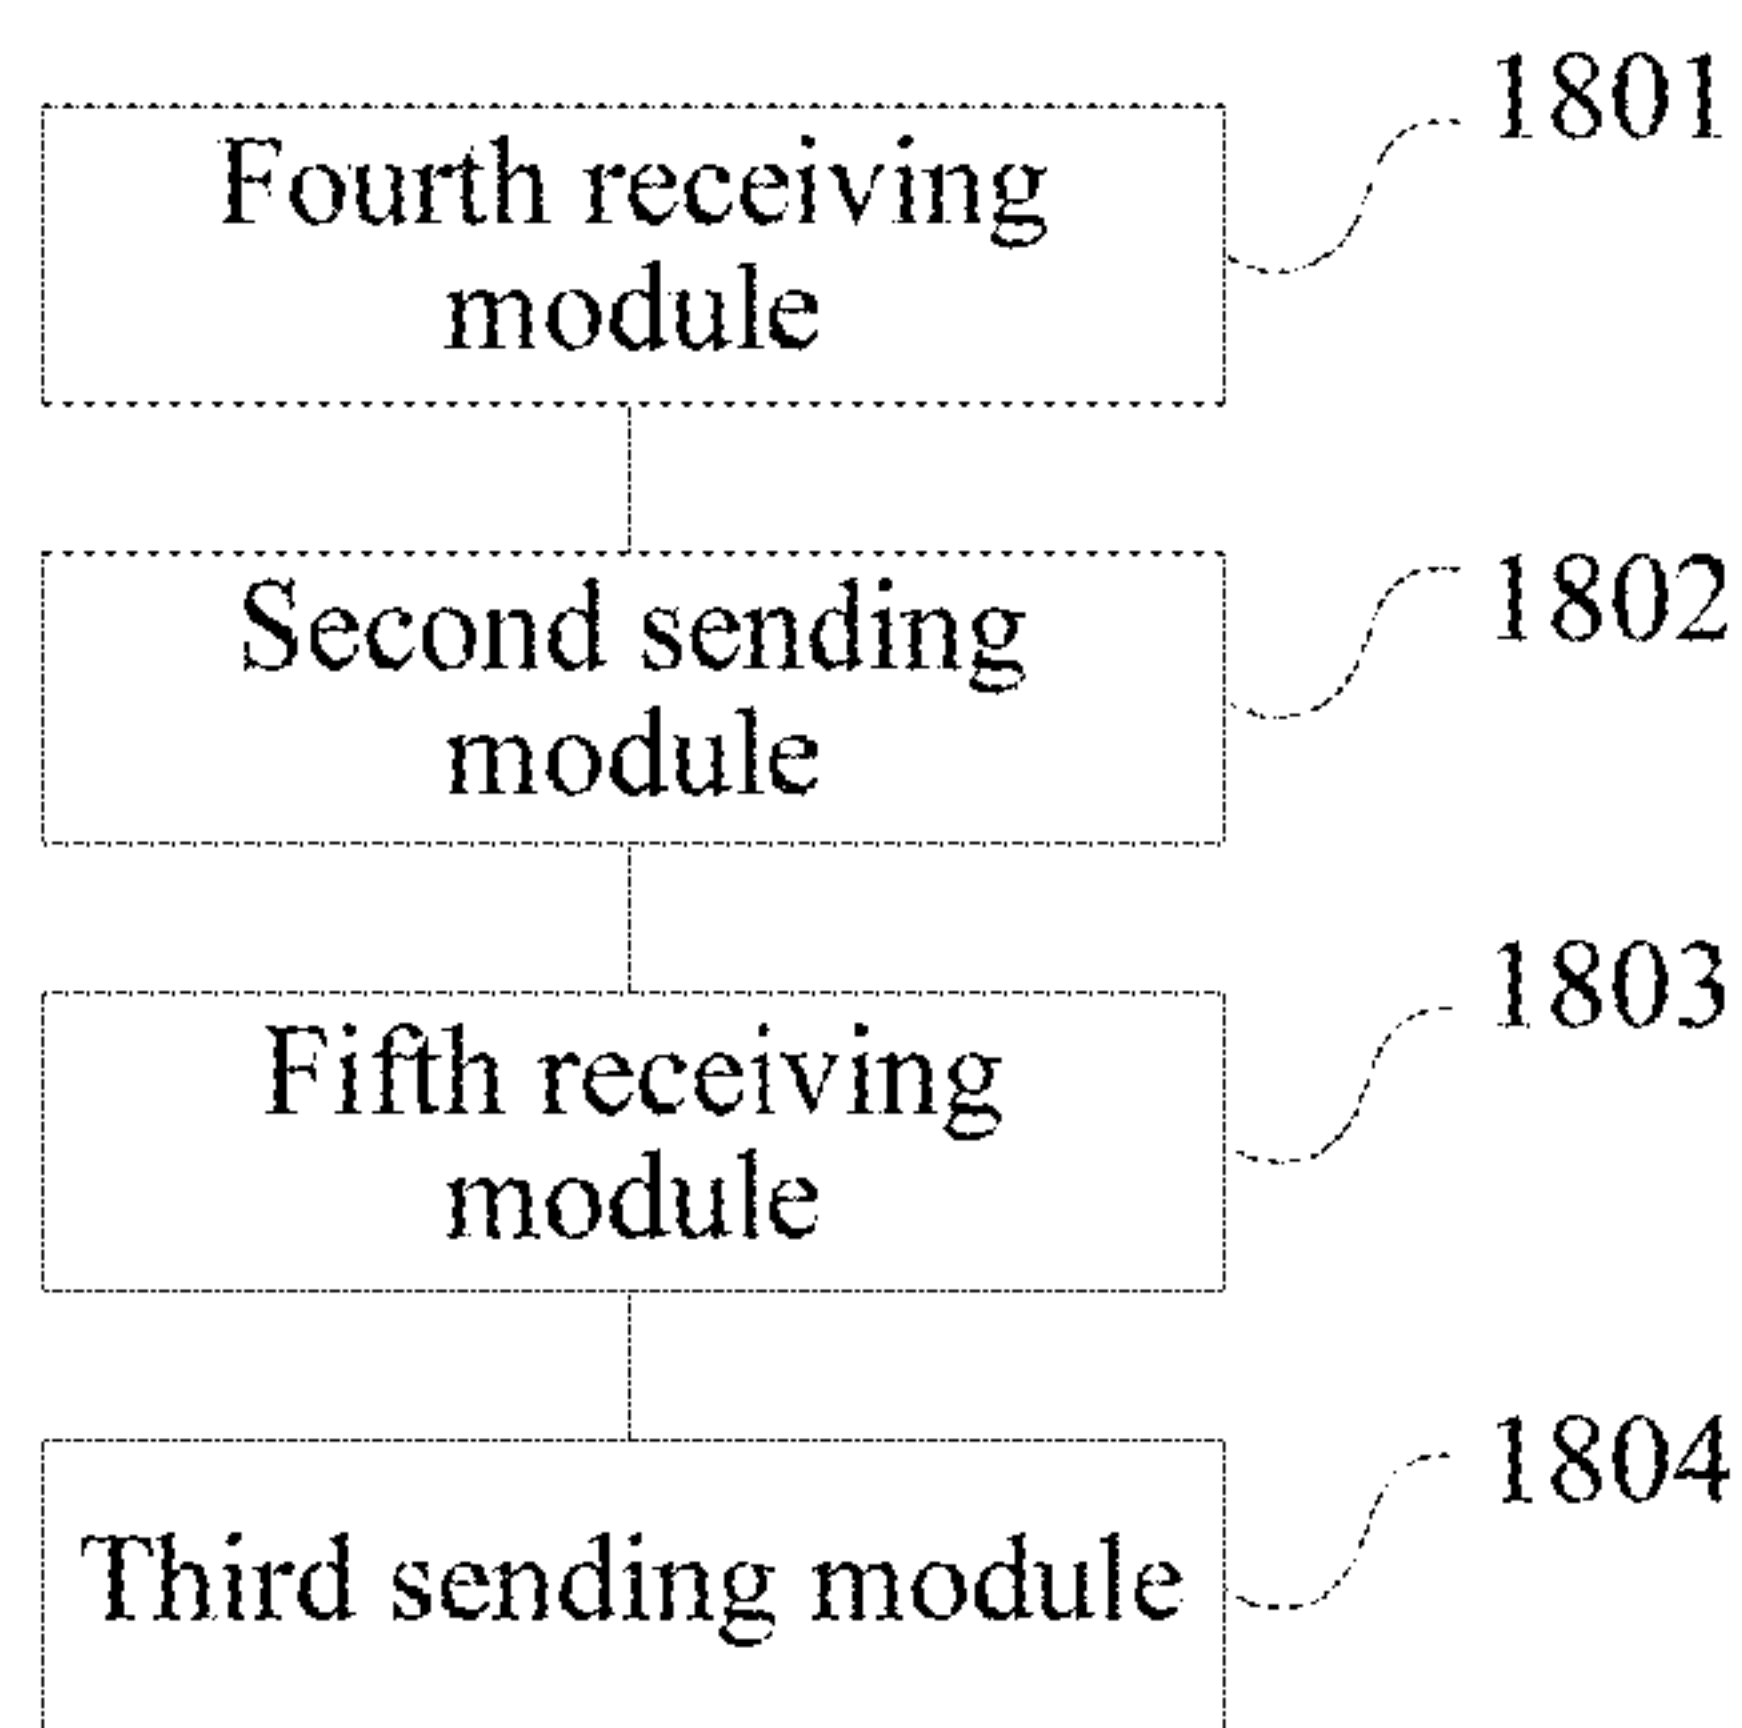 1801
Fourth receiving
module
1802
Second sending
module
1803
Fifth receiving
module
1804
Third sending module